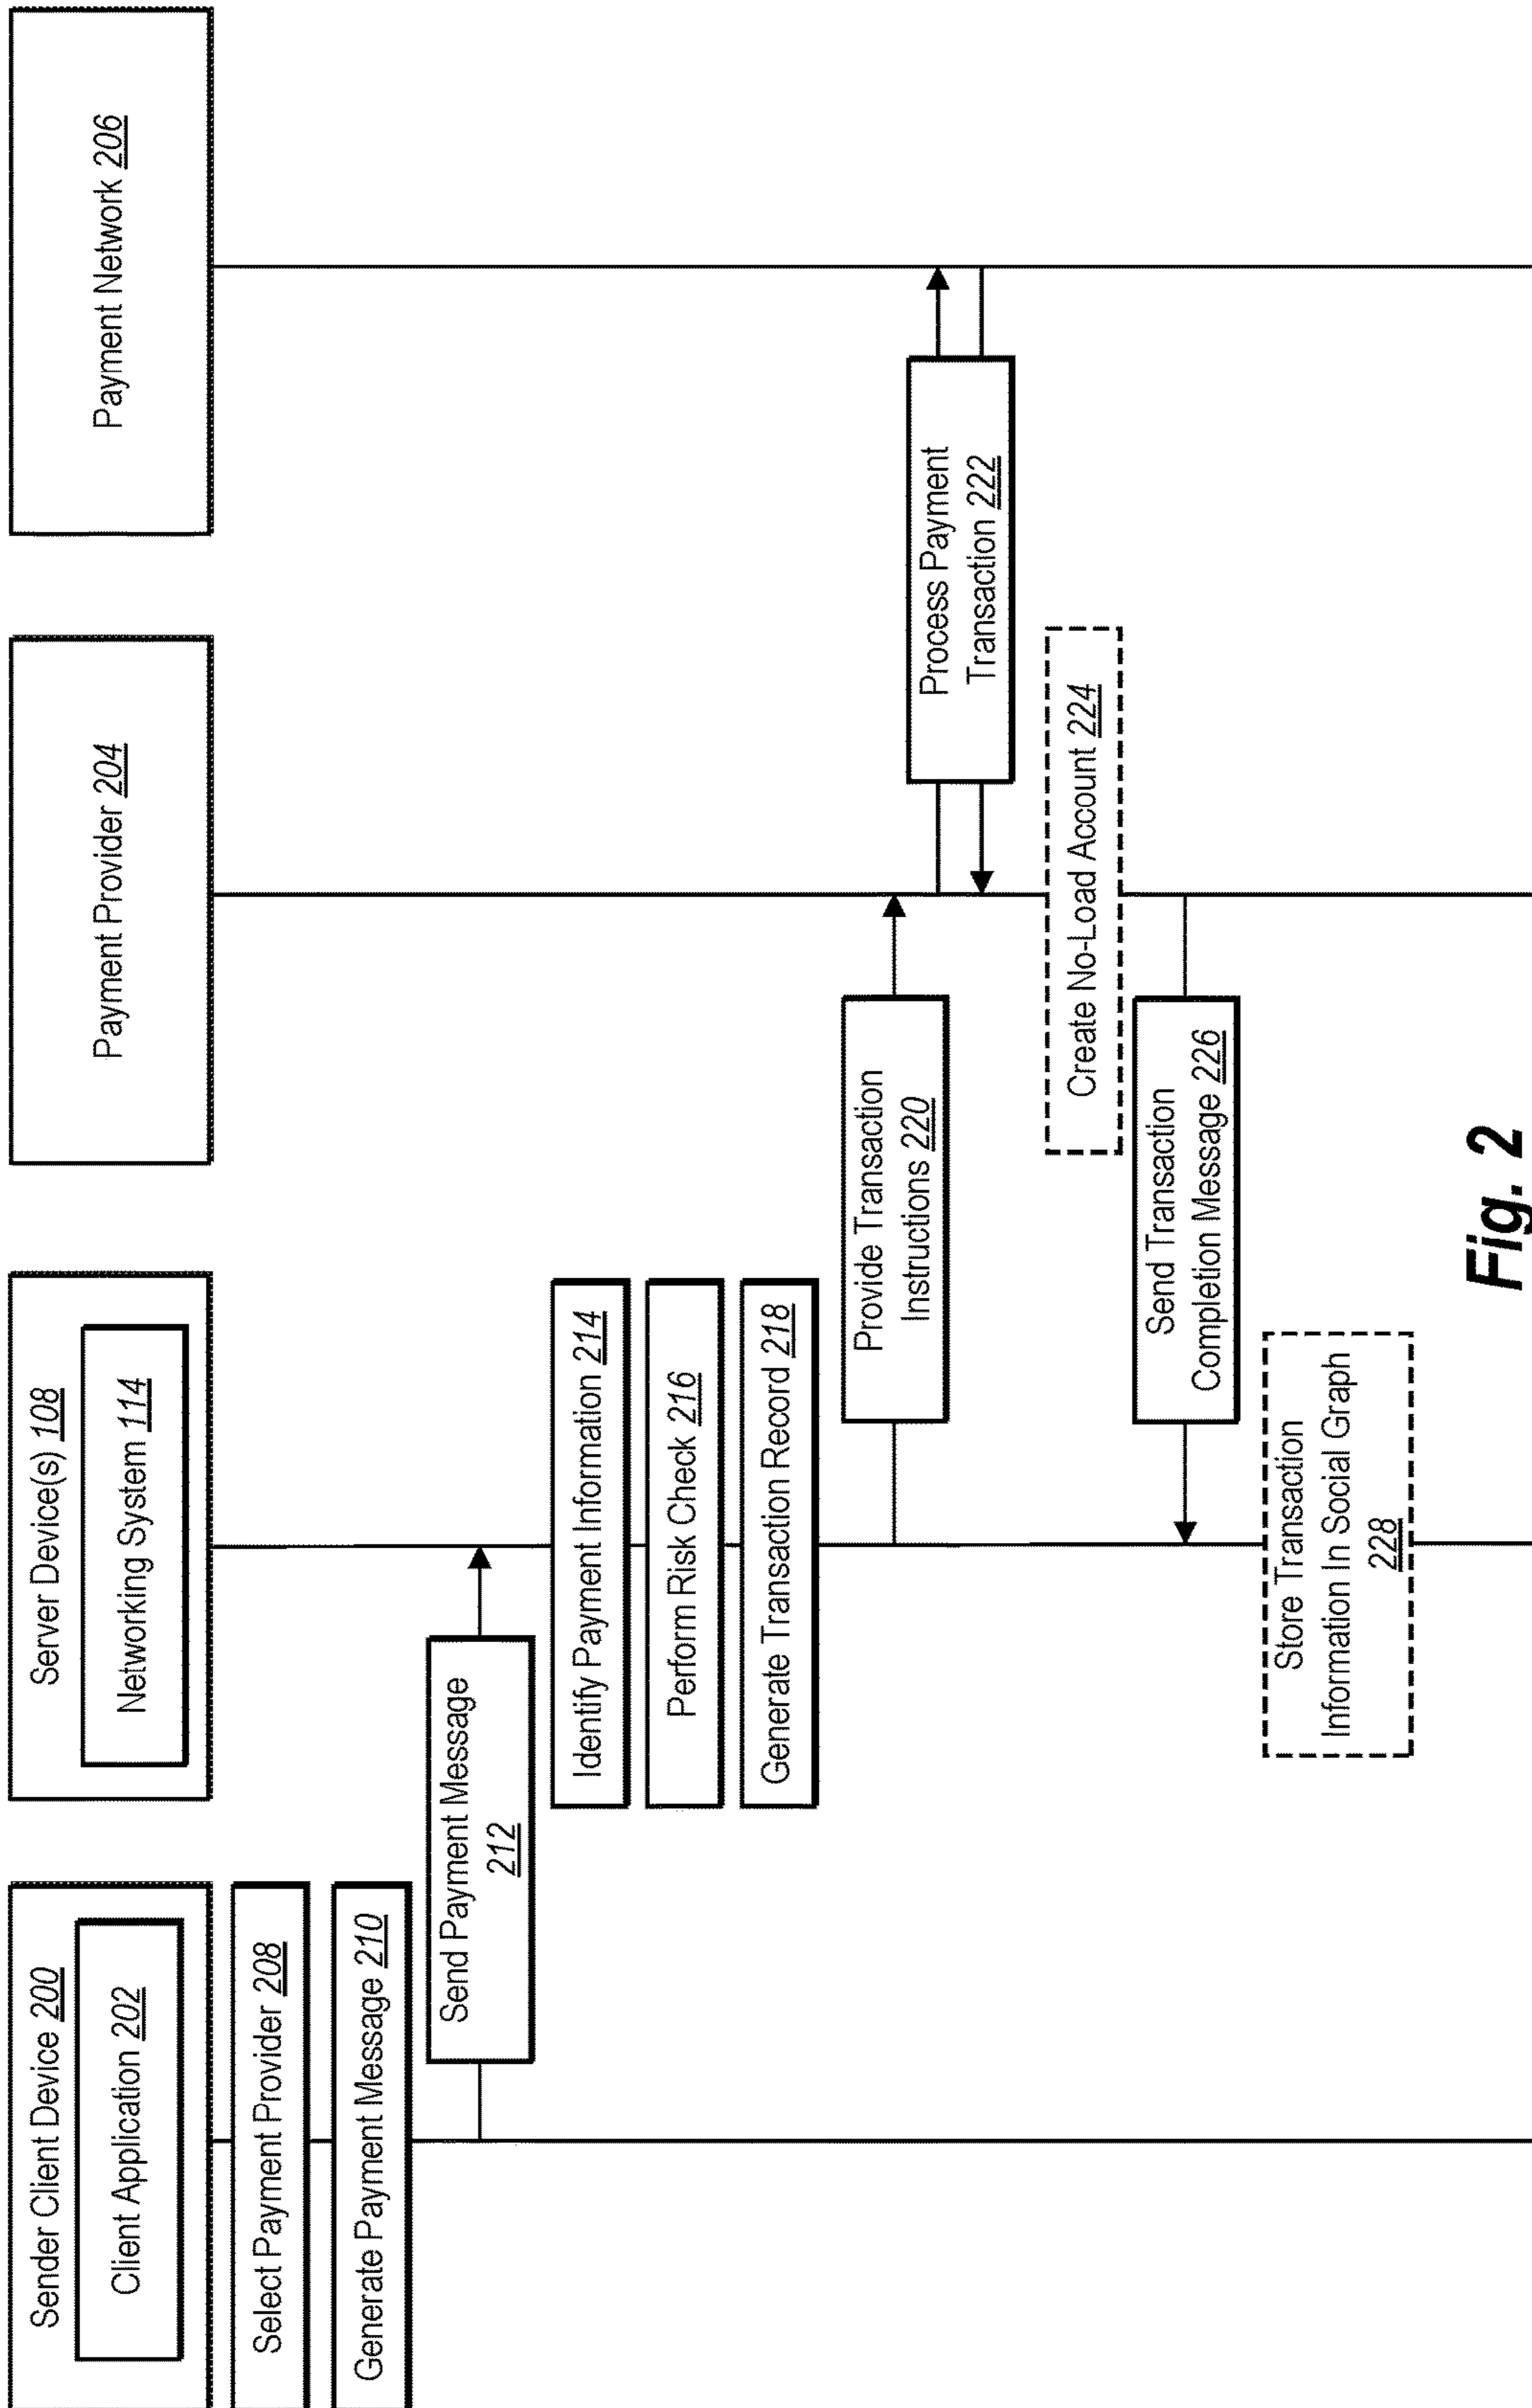 Sender Client Device 200
Client Application 202
Server Device(s) 108
Networking System 114
Payment Provider 204
Payment Network 206
Select Payment Provider 208
Generate Payment Message 210
Send Payment Message
212
Identify Payment Information 214
Perform Risk Check 216
Generate Transaction Record 218
Provide Transaction
Instructions 220
Process Payment
Transaction 222
Create No-Load Account 224
Send Transaction
Completion Message 226
Store Transaction
Information In Social Graph
228
Fig. 2